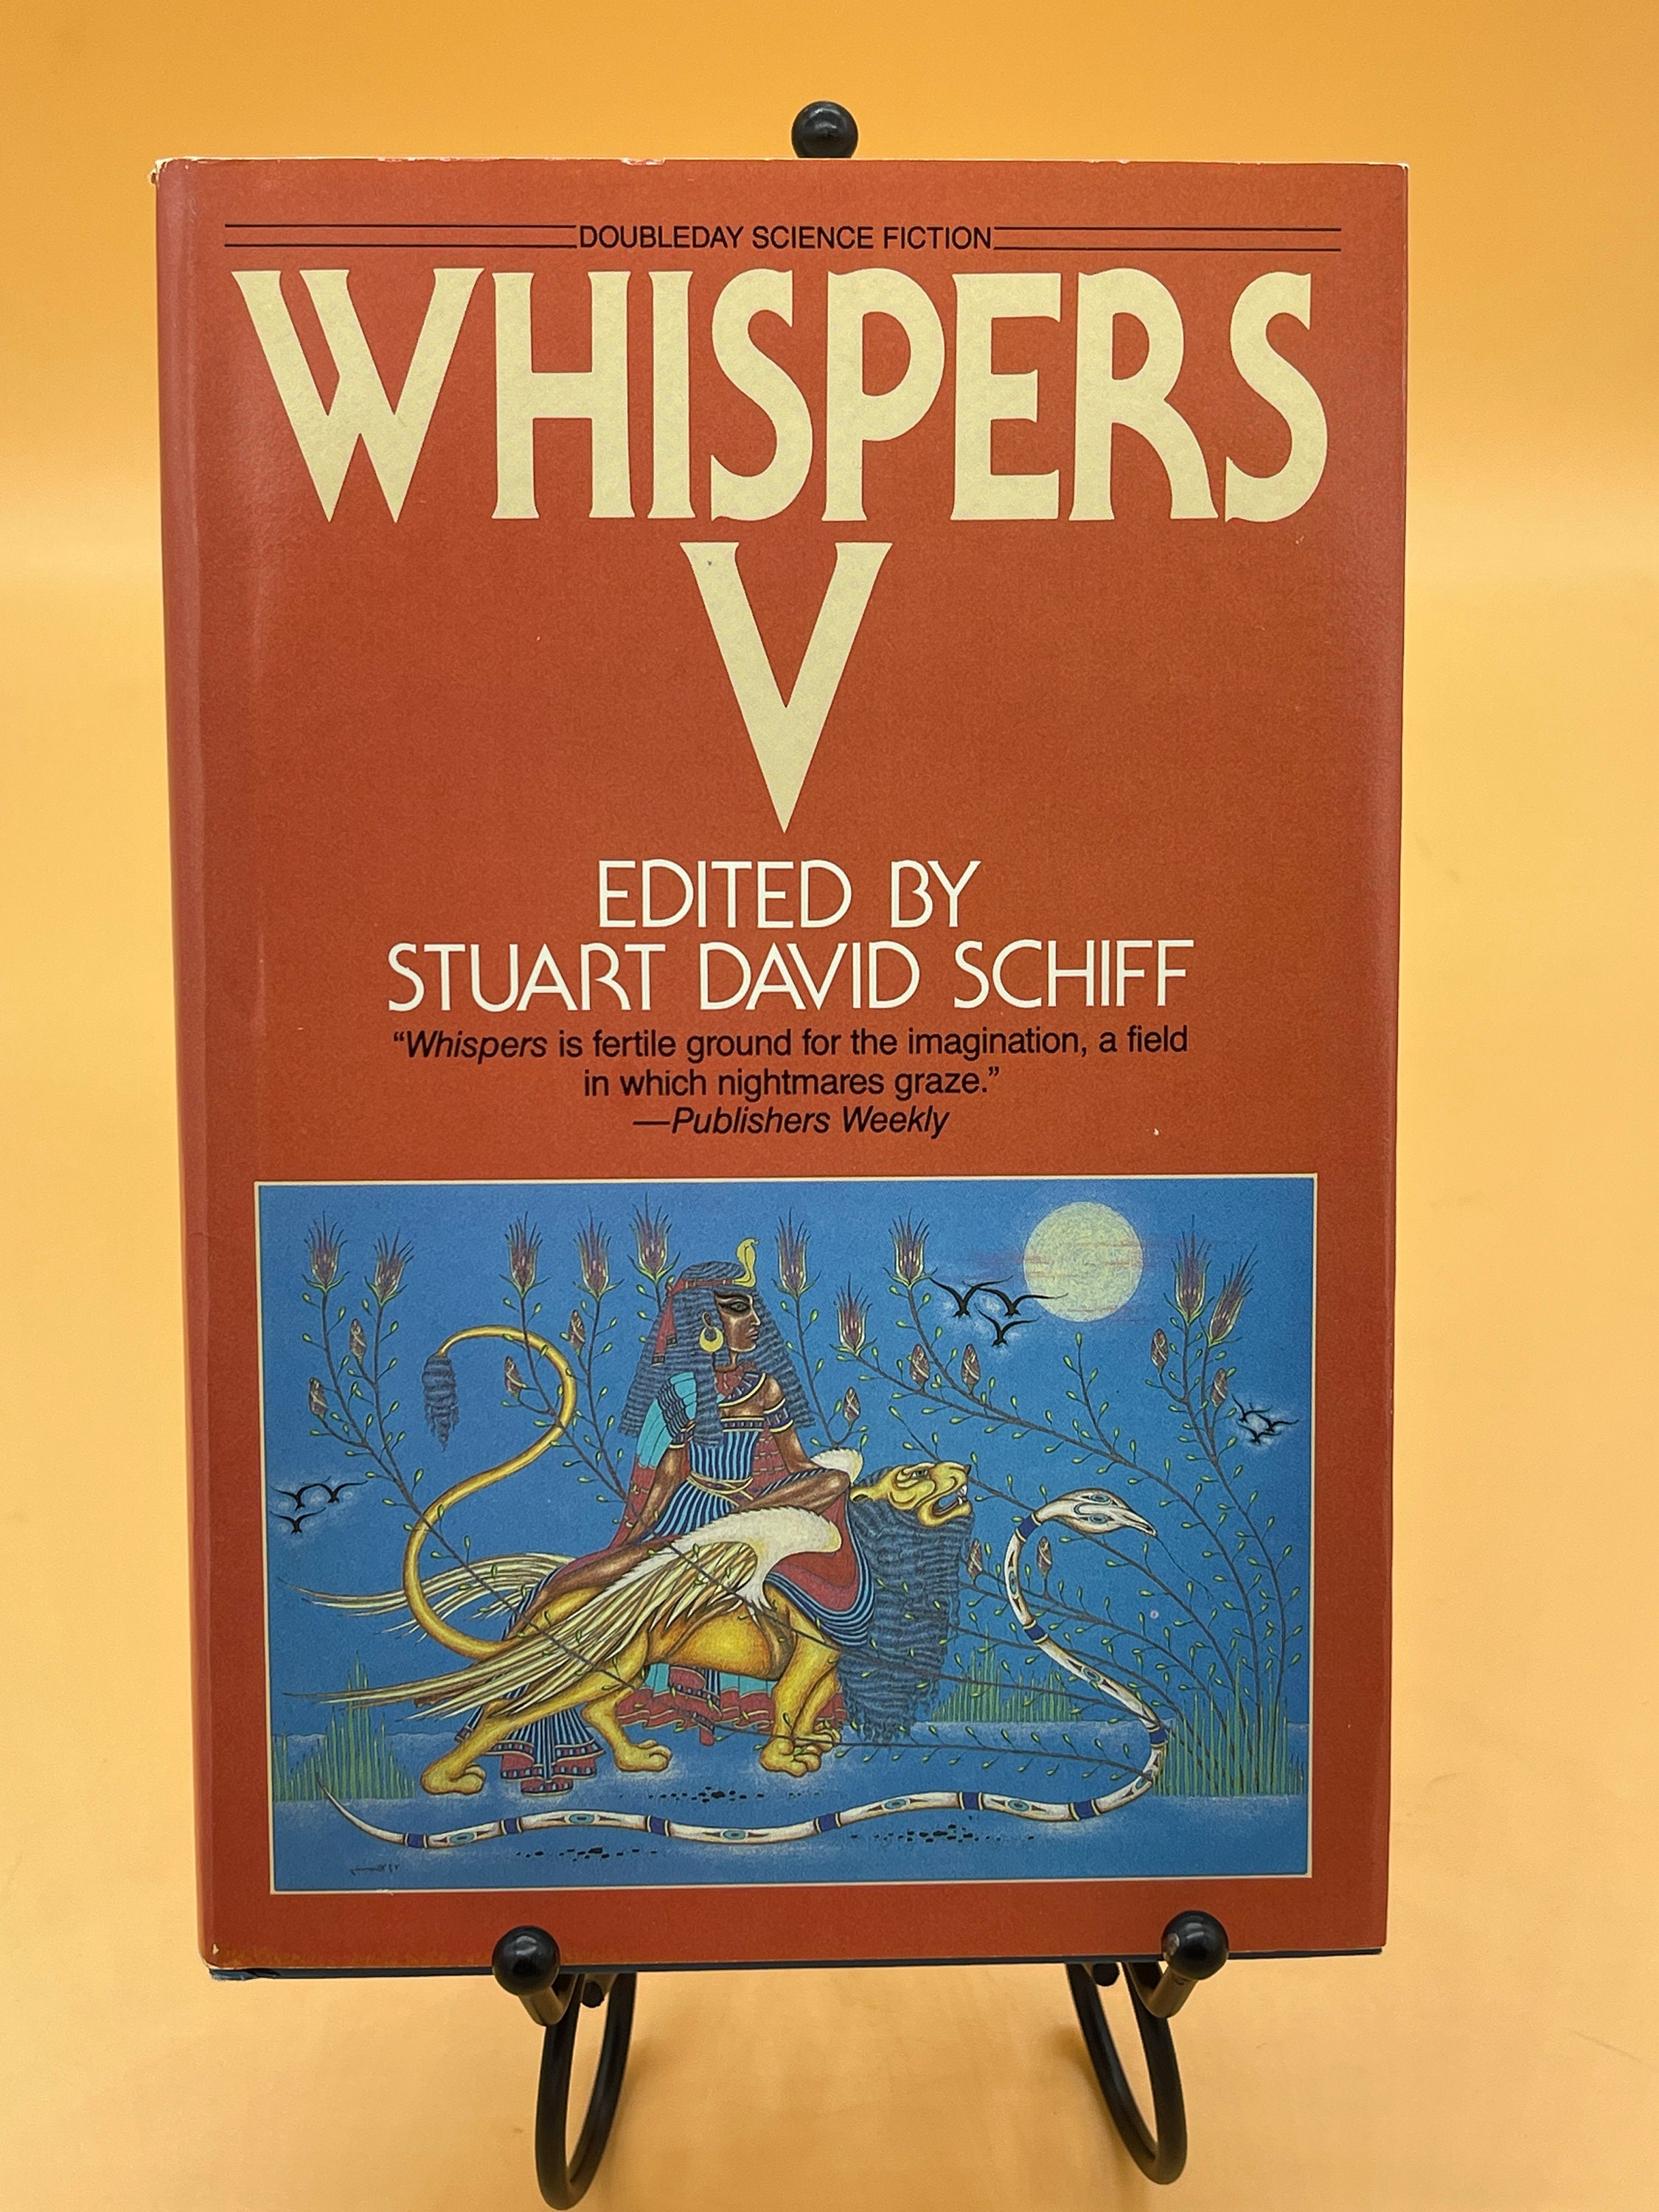 DOUBLEDAY SCIENCE FICTION
WHISPERS
V
EDITED BY
STUART DAVID SCHIFF
“Whispers is fertile ground for the imagination, a field
in which nightmares graze.”
—Publishers Weekly